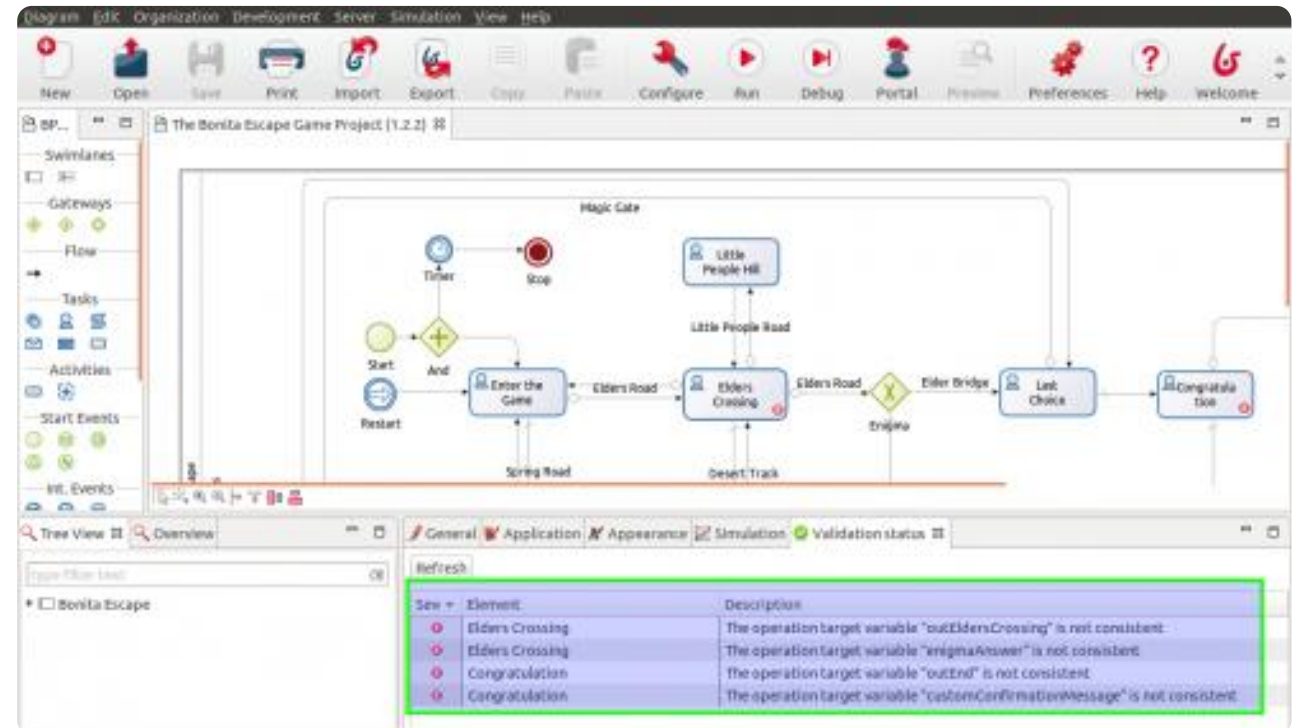 Diagram Edit Organization Development Server Simulation View Help
New Open Save Print Import Export Copy Paste Configure Run Debug Portal Preview Preferences Help Welcome
BP... The Bonita Escape Game Project (1.2.2)
Swimlanes
Gateways
Flow
Tasks
Activities
Start Events
Int. Events
Magic Gate
Timer
Stop
Little
People Hill
Little People Road
Start
And
Restart
Enter the
Game
Elders Road
Elders
Crossing
Elders Road
Enigma
Elder Bridge
Last
Choice
Congratula
tion
Spring Road
Desert Track
Tree View Overview
type filter text
Bonita Escape
General Application Appearance Simulation Validation status
Refresh
Element Description
Elders Crossing The operation target variable "outEldersCrossing" is not consistent
Elders Crossing The operation target variable "enigmaAnswer" is not consistent
Congratulation The operation target variable "outEnd" is not consistent
Congratulation The operation target variable "customConfirmationMessage" is not consistent